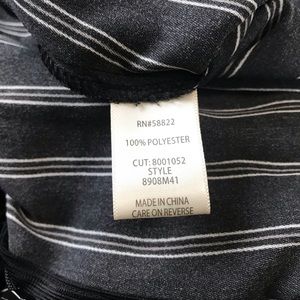 RN#58822
100% POLYESTER
CUT: 8001052
STYLE
8908M41
MADE IN CHINA
CARE ON REVERSE